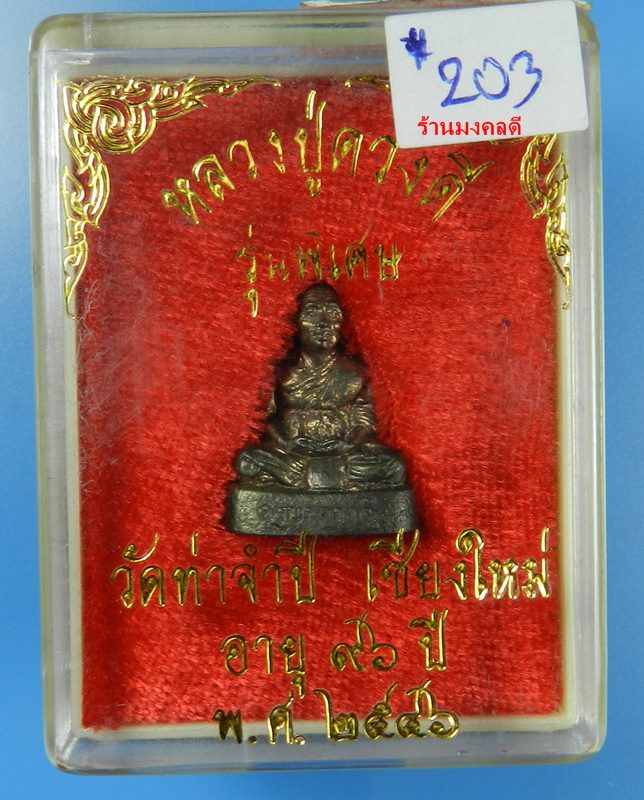 #203
ร้านมงคลดี
หลวงปู่ดวงดี
รุ่นพิเศษ
วัดท่าจำปี เชียงใหม่
อายุ ๙๖ ปี
พ.ศ. ๒๕๔๖